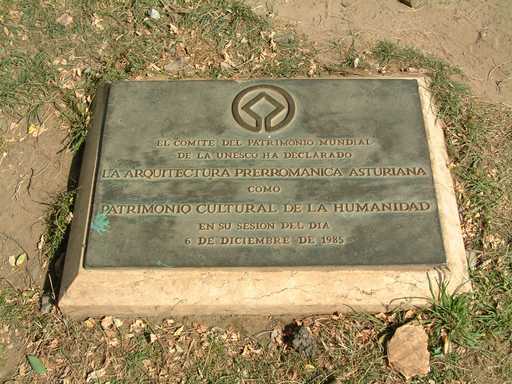 EL COMITE DEL PATRIMONIO MUNDIAL
DE LA UNESCO HA DECLARADO
LA ARQUITECTURA PRERROMANICA ASTURIANA
COMO
PATRIMONIO CULTURAL DE LA HUMANIDAD
EN SU SESION DEL DIA
6 DE DICIEMBRE DE 1985